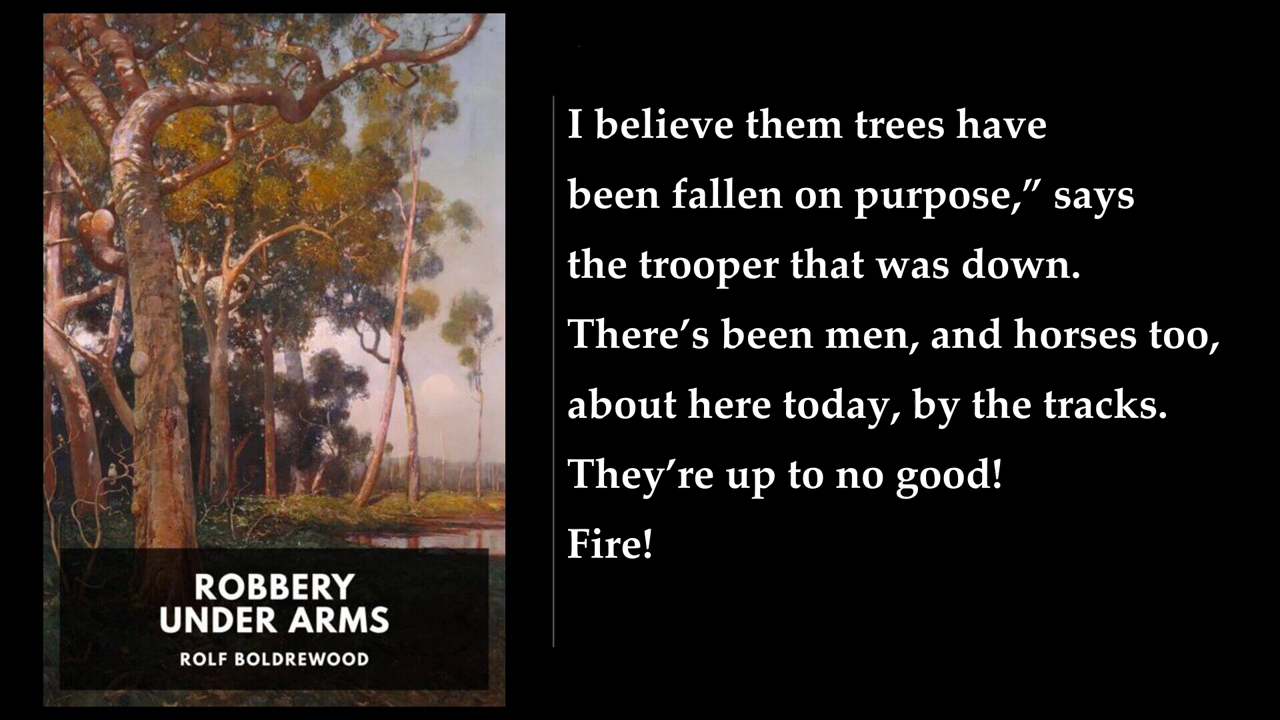 ROBBERY
UNDER ARMS
ROLF BOLDREWOOD
I believe them trees have
been fallen on purpose,” says
the trooper that was down.
There’s been men, and horses too,
about here today, by the tracks.
They’re up to no good!
Fire!